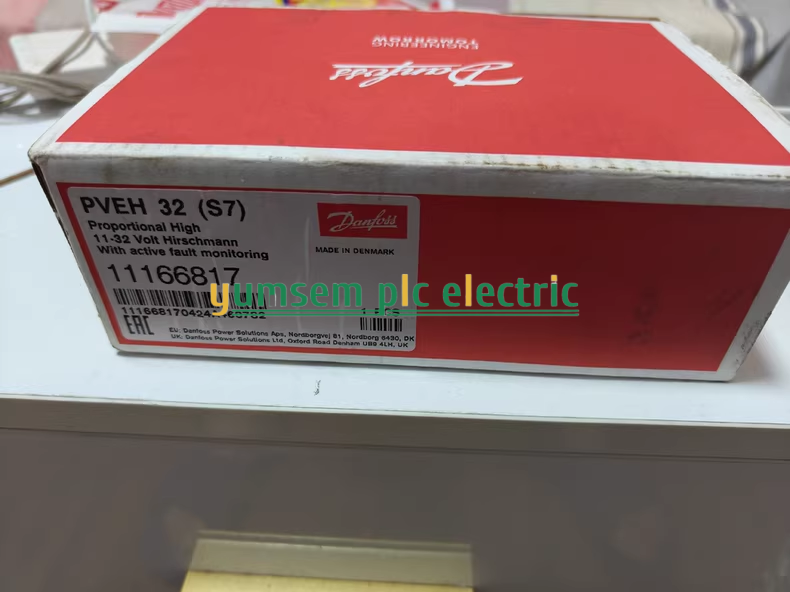 Danfoss
ENGINEERING
TOMORROW
PVEH 32 (S7)
Proportional High
11-32 Volt Hirschmann
With active fault monitoring
Danfoss
MADE IN DENMARK
11166817
yumsem plc electric
1 PCS
EAC
EU: Danfoss Power Solutions Aps, Nordborgvej 81, Nordborg 6430, DK
UK: Danfoss Power Solutions Ltd, Oxford Road Denham UB9 4LH, UK